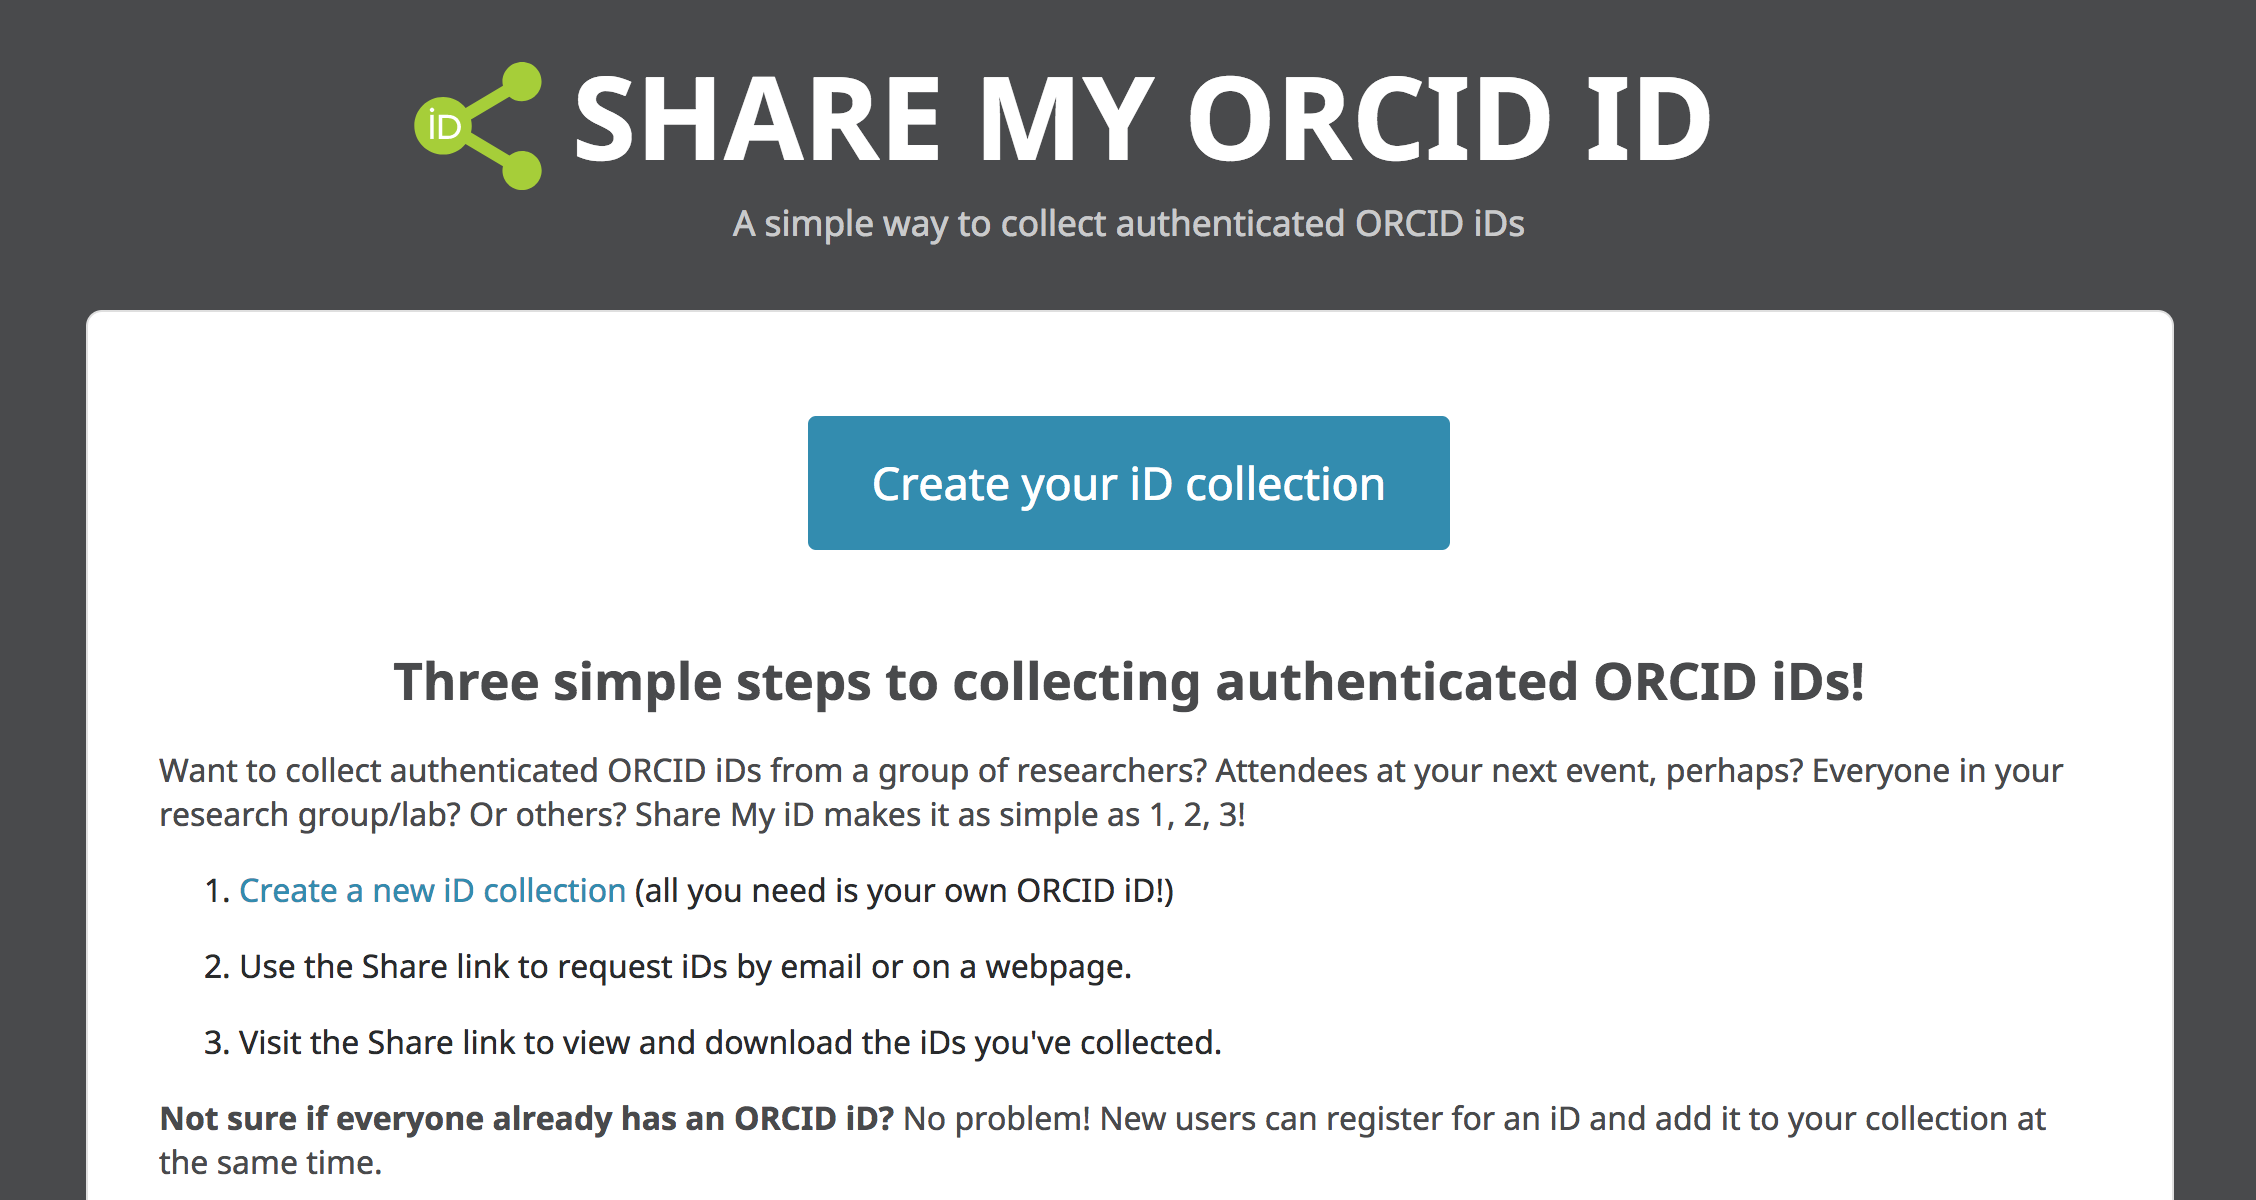 iD
SHARE MY ORCID ID
A simple way to collect authenticated ORCID iDs
Create your iD collection
Three simple steps to collecting authenticated ORCID iDs!
Want to collect authenticated ORCID iDs from a group of researchers? Attendees at your next event, perhaps? Everyone in your
research group/lab? Or others? Share My iD makes it as simple as 1, 2, 3!
1. Create a new iD collection (all you need is your own ORCID iD!)
2. Use the Share link to request iDs by email or on a webpage.
3. Visit the Share link to view and download the iDs you've collected.
Not sure if everyone already has an ORCID iD? No problem! New users can register for an iD and add it to your collection at
the same time.